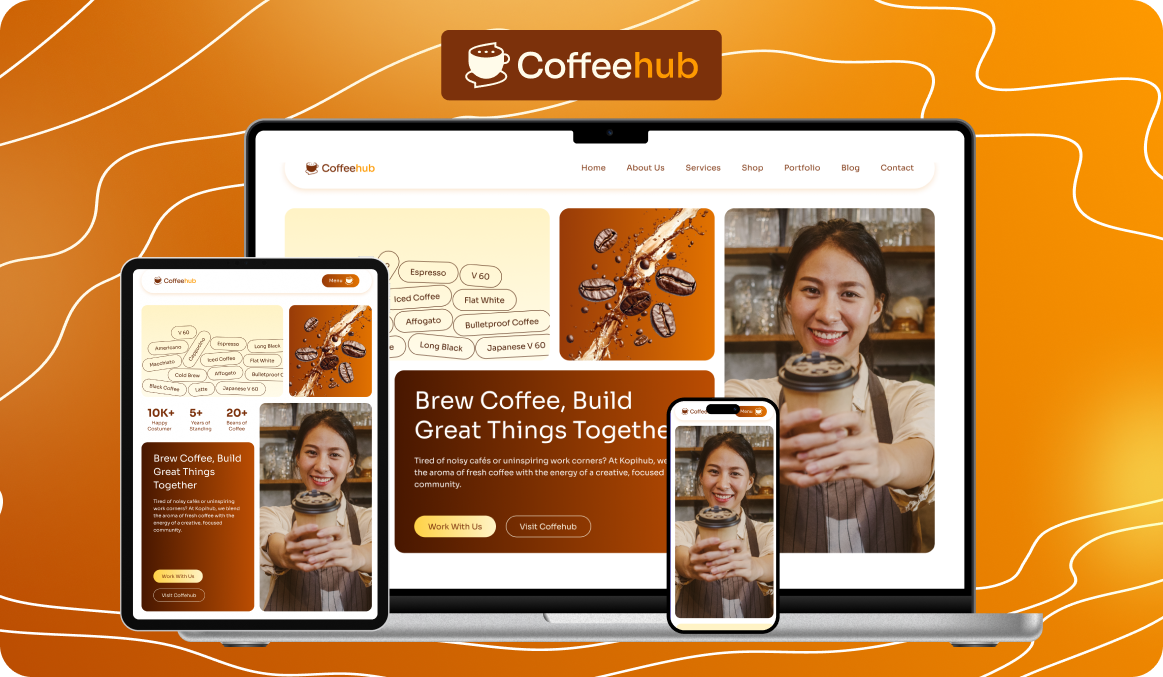 Coffeehub
Coffeehub
Home
About Us
Services
Shop
Portfolio
Blog
Contact
Espresso
V 60
Iced Coffee
Flat White
Affogato
Bulletproof Coffee
Long Black
Japanese V 60
Brew Coffee, Build
Great Things Togethe
Tired of noisy cafés or uninspiring work corners? At Kopihub, we
the aroma of fresh coffee with the energy of a creative, focused
community.
Work With Us
Visit Coffehub
Coffeehub
Menu
V 60
Americano
Cappucino
Espresso
Long Black
Macchiato
Iced Coffee
Flat White
Cold Brew
Affogato
Bulletproof C
Black Coffee
Latte
Japanese V 60
10K+
Happy
Costumer
5+
Years of
Standing
20+
Beans of
Coffee
Brew Coffee, Build
Great Things
Together
Tired of noisy cafés or uninspiring
work corners? At Kopihub, we blend
the aroma of fresh coffee with the
energy of a creative, focused
community.
Work With Us
Visit Coffehub
Coffe
Menu